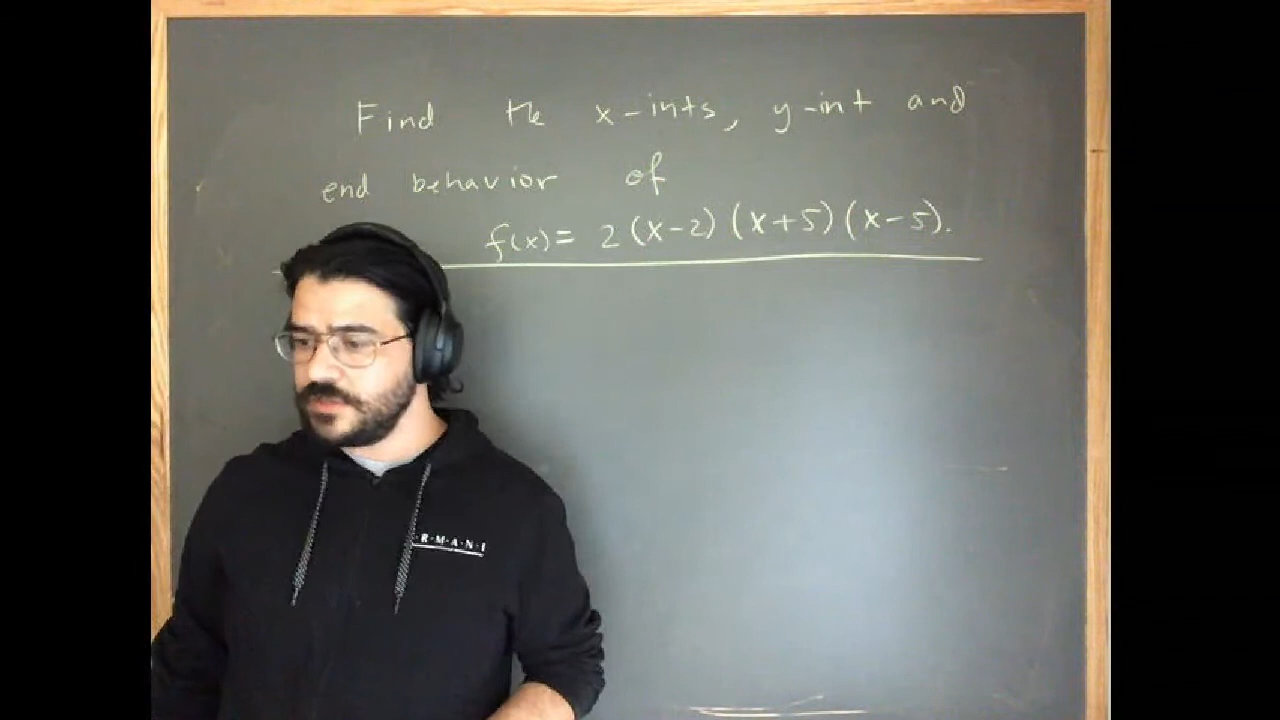 Find the x-ints, y-int and
end behavior of
f(x) = 2(x-2)(x+5)(x-5).
R·M·A·N·I